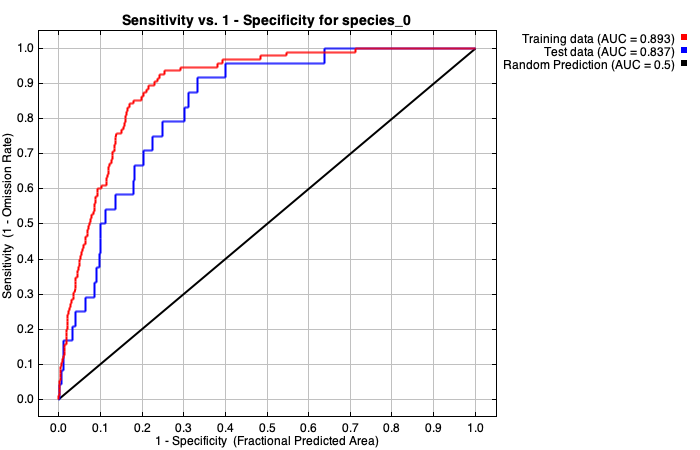 Sensitivity vs. 1 - Specificity for species_0
Training data (AUC = 0.893)
Test data (AUC = 0.837)
Random Prediction (AUC = 0.5)
Sensitivity (1 - Omission Rate)
1.0
0.9
0.8
0.7
0.6
0.5
0.4
0.3
0.2
0.1
0.0
0.0 0.1 0.2 0.3 0.4 0.5 0.6 0.7 0.8 0.9 1.0
1 - Specificity (Fractional Predicted Area)